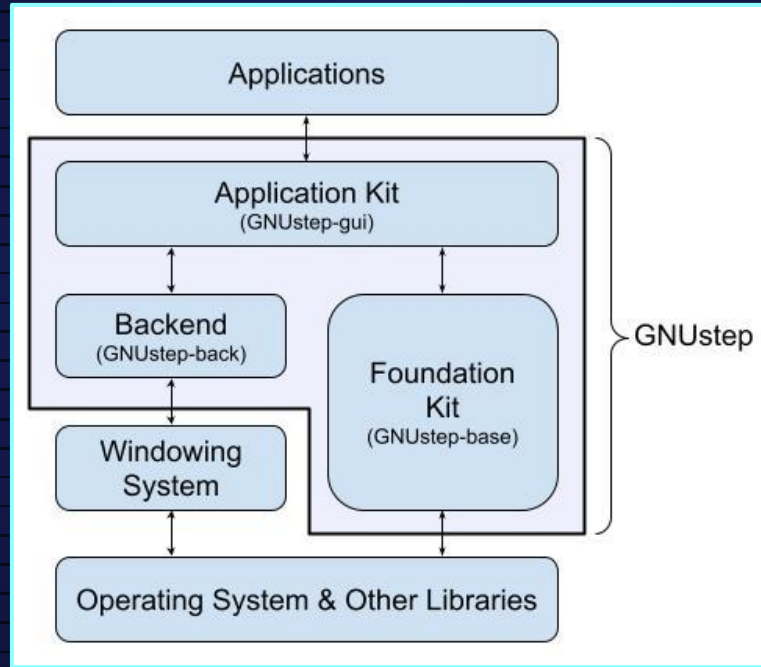 Applications
Application Kit
(GNUstep-gui)
Backend
(GNUstep-back)
Foundation
Kit
(GNUstep-base)
GNUstep
Windowing
System
Operating System & Other Libraries